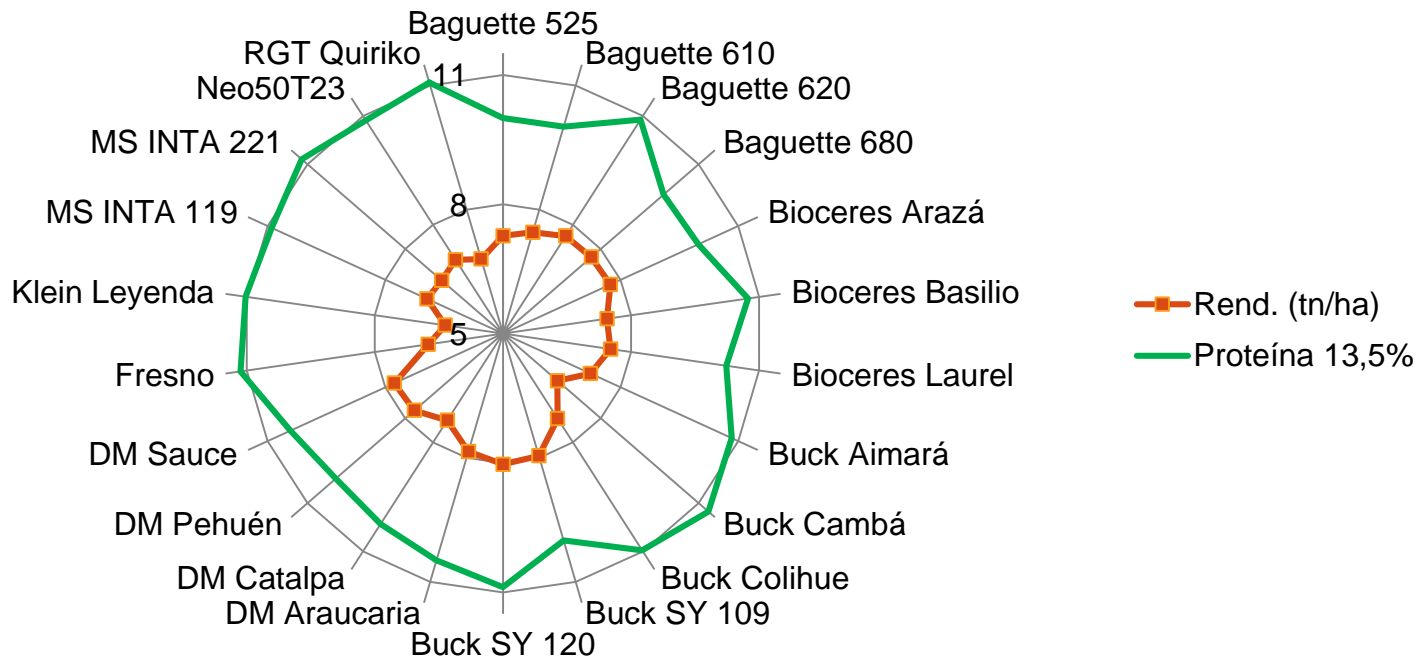 Baguette 525
Baguette 610
Baguette 620
Baguette 680
Bioceres Arazá
Bioceres Basilio
Bioceres Laurel
Buck Aimará
Buck Cambá
Buck Colihue
Buck SY 109
Buck SY 120
DM Araucaria
DM Catalpa
DM Pehuén
DM Sauce
Fresno
Klein Leyenda
MS INTA 119
MS INTA 221
Neo50T23
RGT Quiriko
11
8
5
Rend. (tn/ha)
Proteína 13,5%